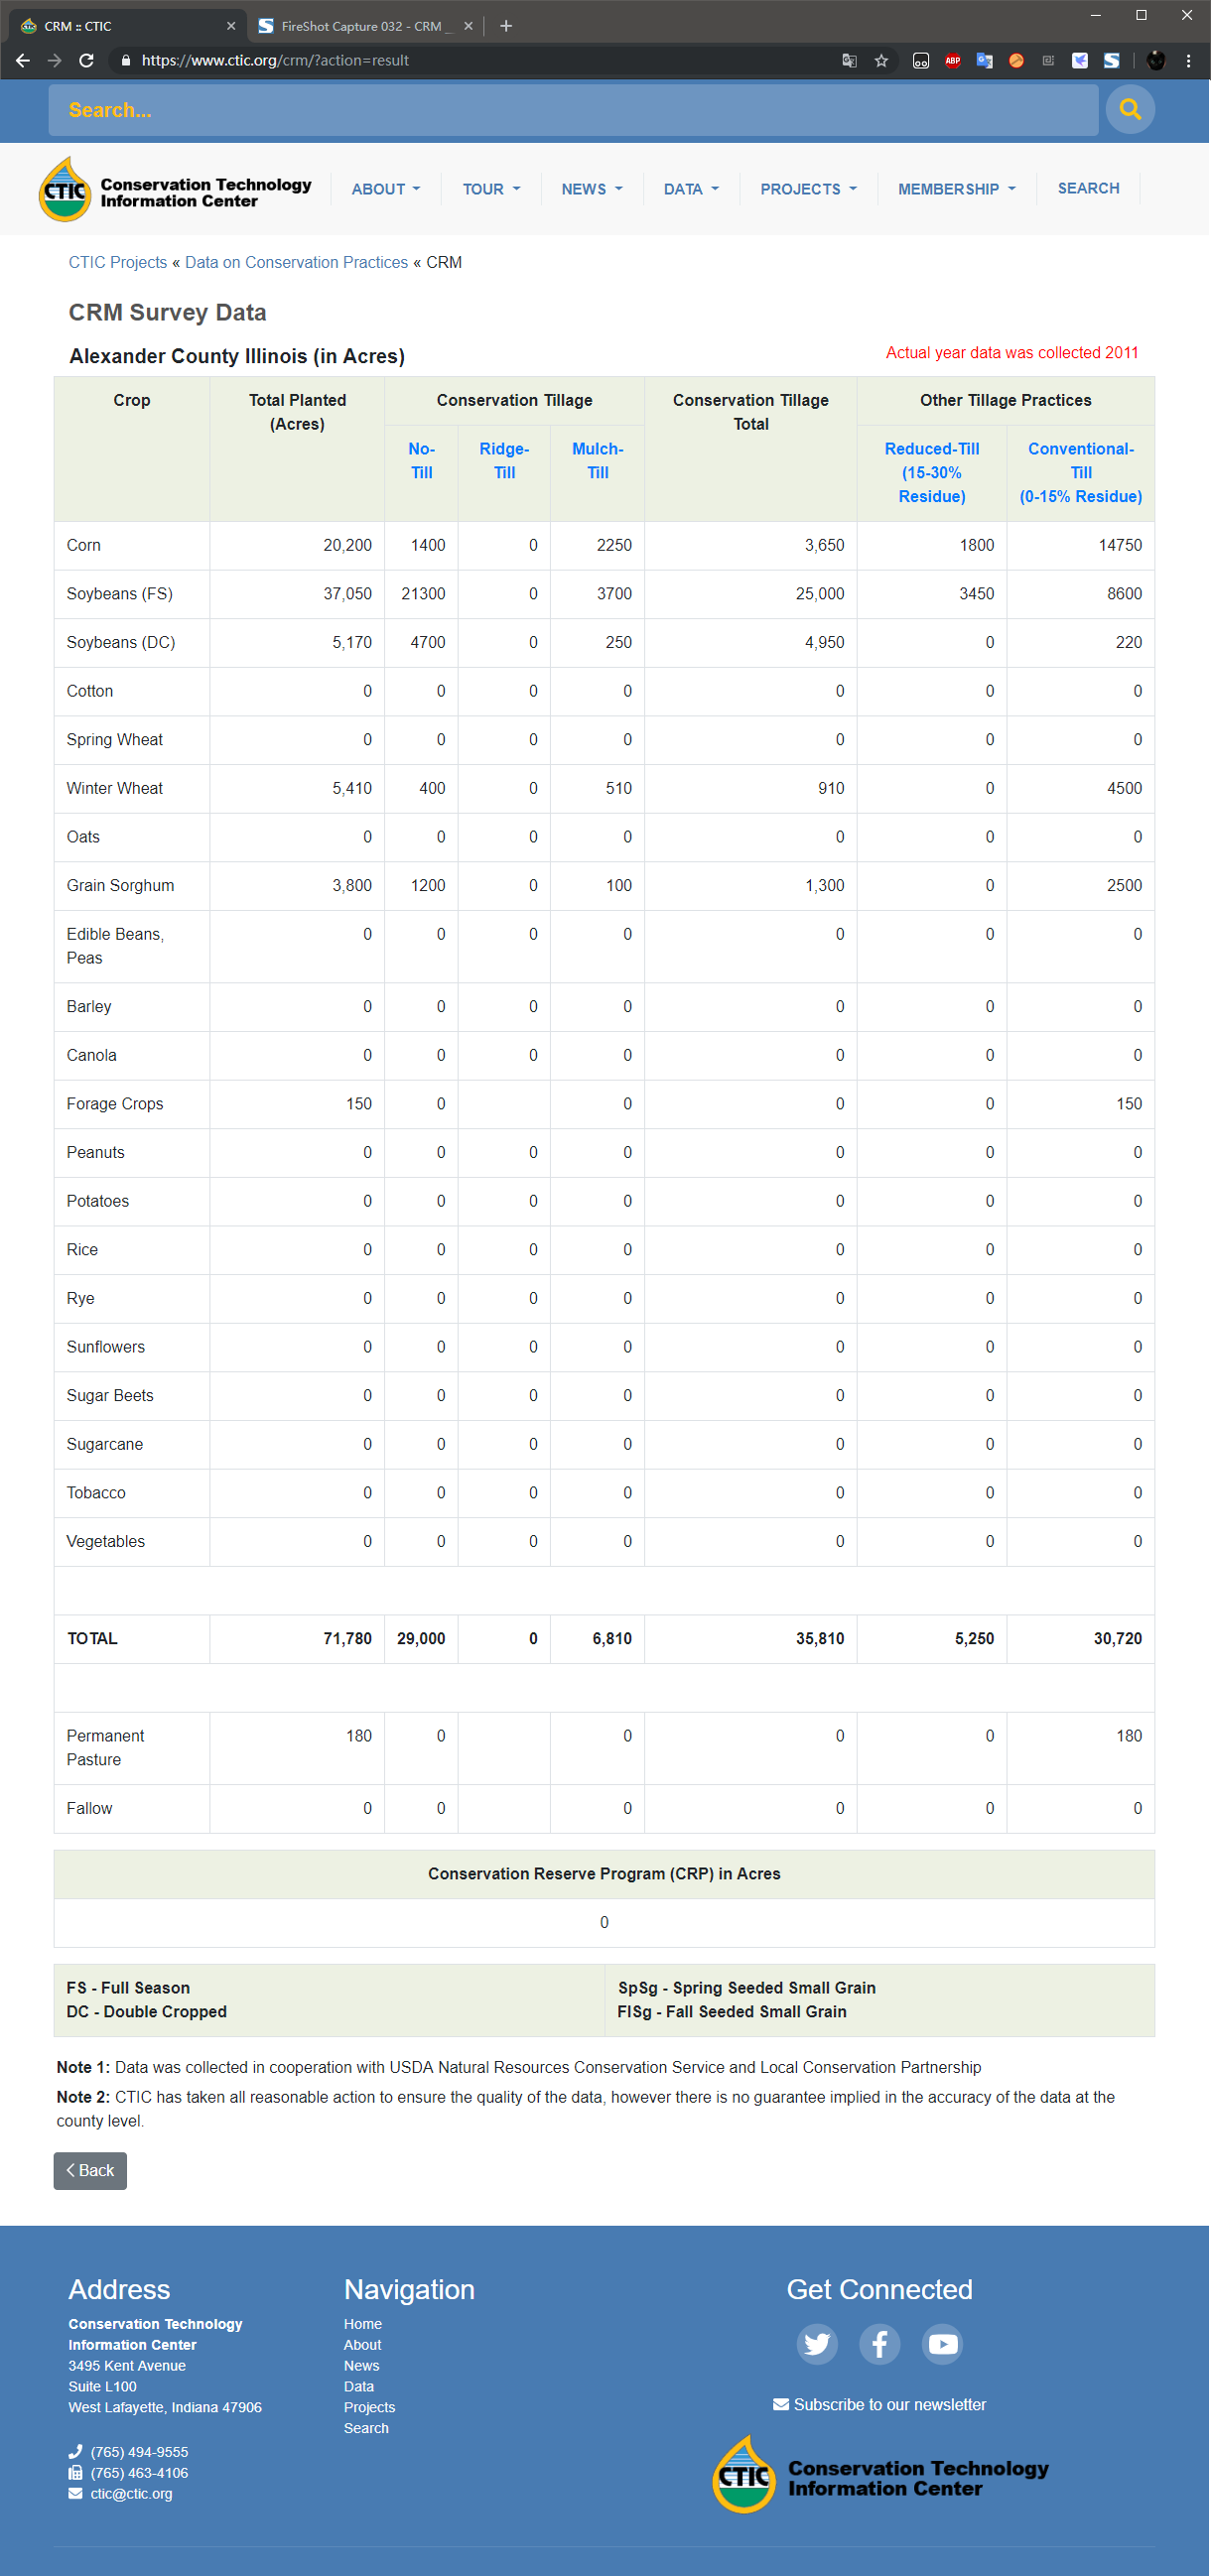 CRM :: CTIC
FireShot Capture 032 - CRM _
https://www.ctic.org/crm/?action=result
ABP
Search...
CTIC
Conservation Technology
Information Center
ABOUT TOUR NEWS DATA PROJECTS MEMBERSHIP SEARCH
CTIC Projects « Data on Conservation Practices « CRM
CRM Survey Data
Alexander County Illinois (in Acres)
Actual year data was collected 2011
Crop Total Planted (Acres) Conservation Tillage Conservation Tillage Total Other Tillage Practices
No-Till Ridge-Till Mulch-Till Reduced-Till (15-30% Residue) Conventional-Till (0-15% Residue)
Corn 20,200 1400 0 2250 3,650 1800 14750
Soybeans (FS) 37,050 21300 0 3700 25,000 3450 8600
Soybeans (DC) 5,170 4700 0 250 4,950 0 220
Cotton 0 0 0 0 0 0 0
Spring Wheat 0 0 0 0 0 0 0
Winter Wheat 5,410 400 0 510 910 0 4500
Oats 0 0 0 0 0 0 0
Grain Sorghum 3,800 1200 0 100 1,300 0 2500
Edible Beans, Peas 0 0 0 0 0 0 0
Barley 0 0 0 0 0 0 0
Canola 0 0 0 0 0 0 0
Forage Crops 150 0 0 0 0 150
Peanuts 0 0 0 0 0 0 0
Potatoes 0 0 0 0 0 0 0
Rice 0 0 0 0 0 0 0
Rye 0 0 0 0 0 0 0
Sunflowers 0 0 0 0 0 0 0
Sugar Beets 0 0 0 0 0 0 0
Sugarcane 0 0 0 0 0 0 0
Tobacco 0 0 0 0 0 0 0
Vegetables 0 0 0 0 0 0 0
TOTAL 71,780 29,000 0 6,810 35,810 5,250 30,720
Permanent Pasture 180 0 0 0 0 180
Fallow 0 0 0 0 0 0
Conservation Reserve Program (CRP) in Acres
0
FS - Full Season
DC - Double Cropped
SpSg - Spring Seeded Small Grain
FlSg - Fall Seeded Small Grain
Note 1: Data was collected in cooperation with USDA Natural Resources Conservation Service and Local Conservation Partnership
Note 2: CTIC has taken all reasonable action to ensure the quality of the data, however there is no guarantee implied in the accuracy of the data at the
county level.
Back
Address
Conservation Technology
Information Center
3495 Kent Avenue
Suite L100
West Lafayette, Indiana 47906
(765) 494-9555
(765) 463-4106
ctic@ctic.org
Navigation
Home
About
News
Data
Projects
Search
Get Connected
Subscribe to our newsletter
CTIC
Conservation Technology
Information Center